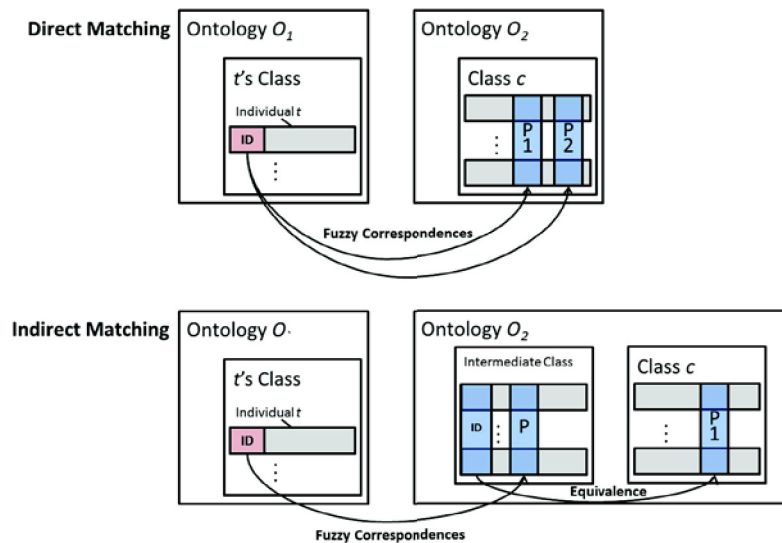 Direct Matching
Ontology O1
t's Class
Individual t
ID
⋮
Ontology O2
Class c
⋮
P
1
P
2
Fuzzy Correspondences
Indirect Matching
Ontology O.
t's Class
Individual t
ID
⋮
Ontology O2
Intermediate Class
ID
⋮
P
Class c
⋮
P
1
Equivalence
Fuzzy Correspondences